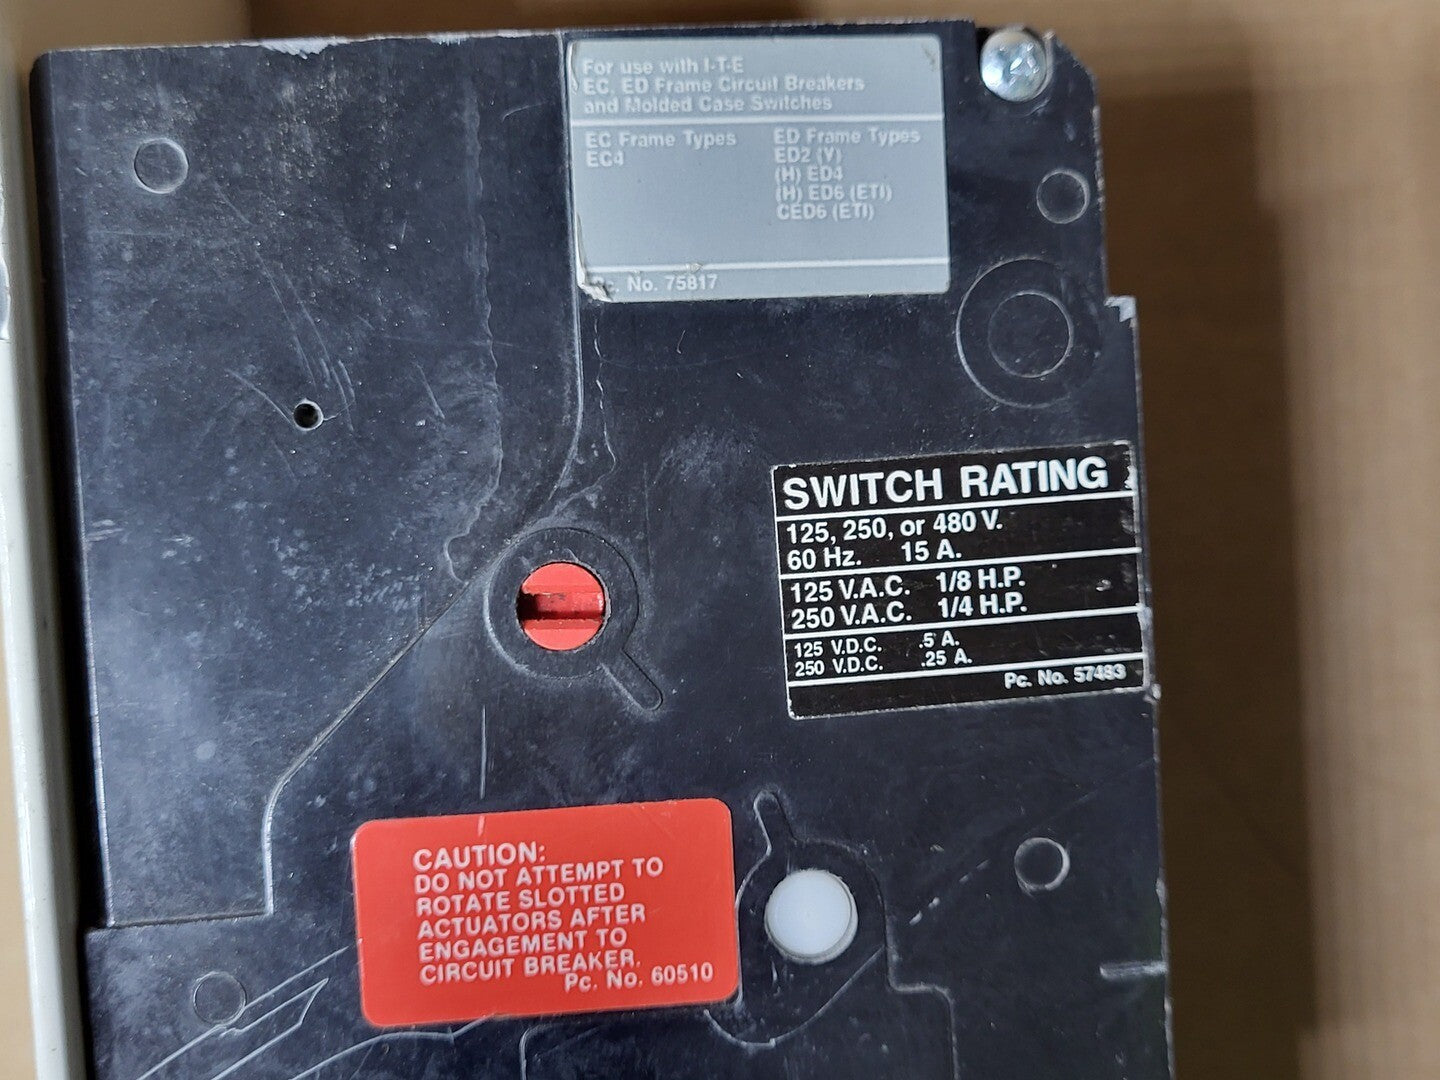 For use with I-T-E
EC, ED Frame Circuit Breakers
and Molded Case Switches
EC Frame Types
EC4
ED Frame Types
ED2 (V)
(H) ED4
(H) ED6 (ETI)
CED6 (ETI)
Pc. No. 75817
SWITCH RATING
125, 250, or 480 V.
60 Hz. 15 A.
125 V.A.C. 1/8 H.P.
250 V.A.C. 1/4 H.P.
125 V.D.C. .5 A.
250 V.D.C. .25 A.
Pc. No. 57483
CAUTION:
DO NOT ATTEMPT TO
ROTATE SLOTTED
ACTUATORS AFTER
ENGAGEMENT TO
CIRCUIT BREAKER.
Pc. No. 60510